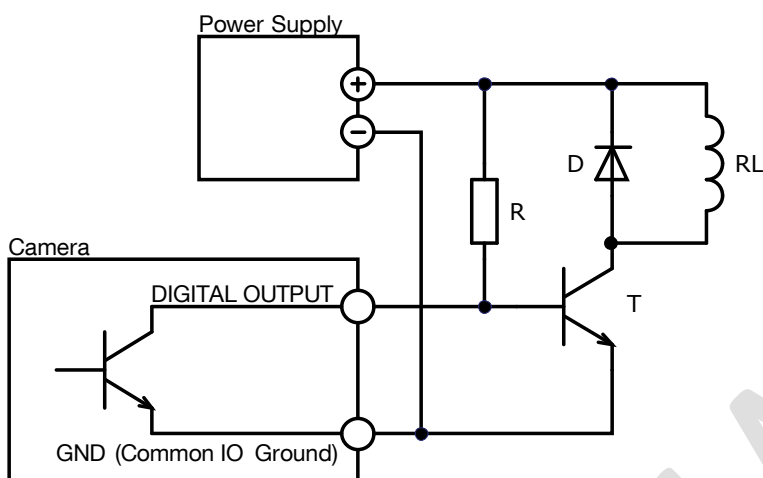 Power Supply
+
−
D
RL
R
Camera
DIGITAL OUTPUT
T
GND (Common IO Ground)